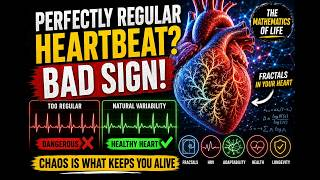 PERFECTLY REGULAR
HEARTBEAT?
BAD SIGN!
THE
MATHEMATICS
OF LIFE
FRACTALS
IN YOUR HEART
TOO REGULAR
DANGEROUS
NATURAL VARIABILITY
HEALTHY HEART
CHAOS IS WHAT KEEPS YOU ALIVE
FRACTALS
HRV
ADAPTABILITY
HEALTH
LONGEVITY